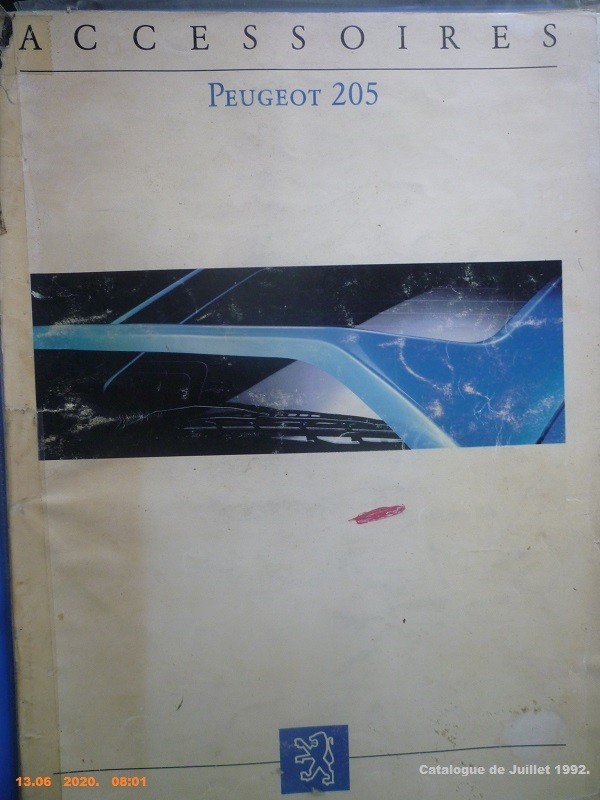 ACCESSOIRES
PEUGEOT 205
Catalogue de Juillet 1992.
13.06 2020. 08:01